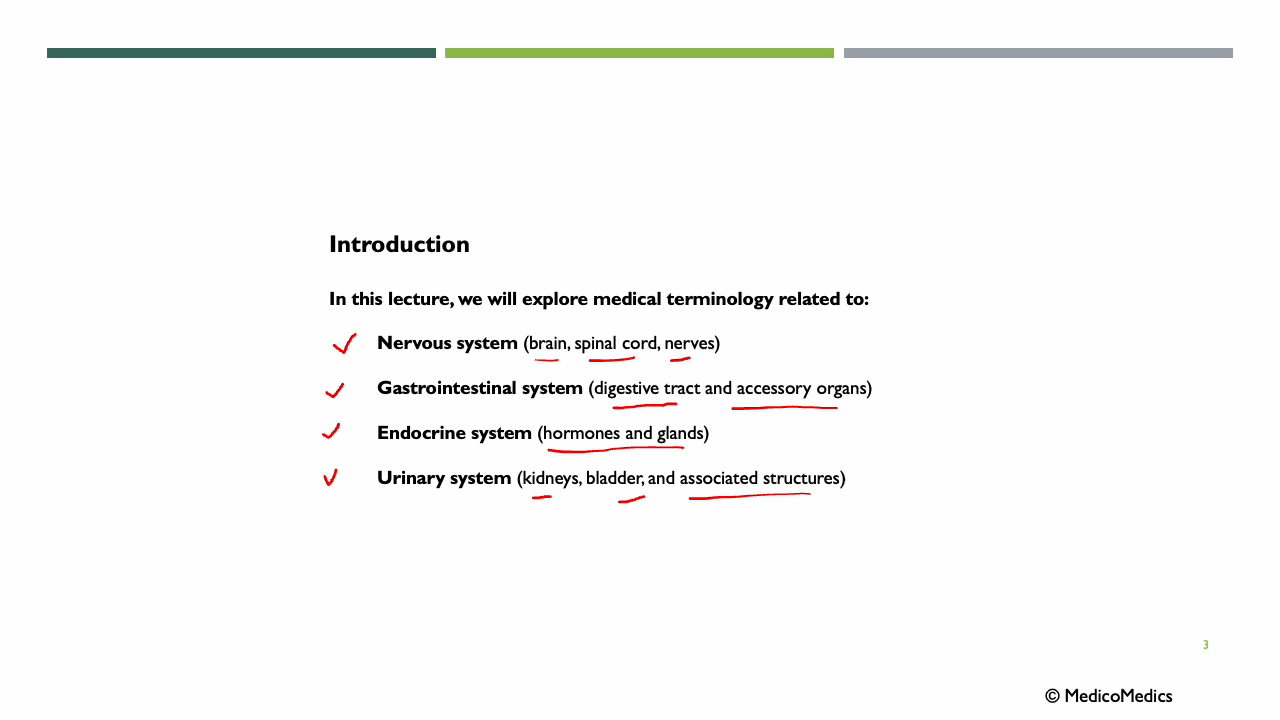 Introduction
In this lecture, we will explore medical terminology related to:
Nervous system (brain, spinal cord, nerves)
Gastrointestinal system (digestive tract and accessory organs)
Endocrine system (hormones and glands)
Urinary system (kidneys, bladder, and associated structures)
3
© MedicoMedics